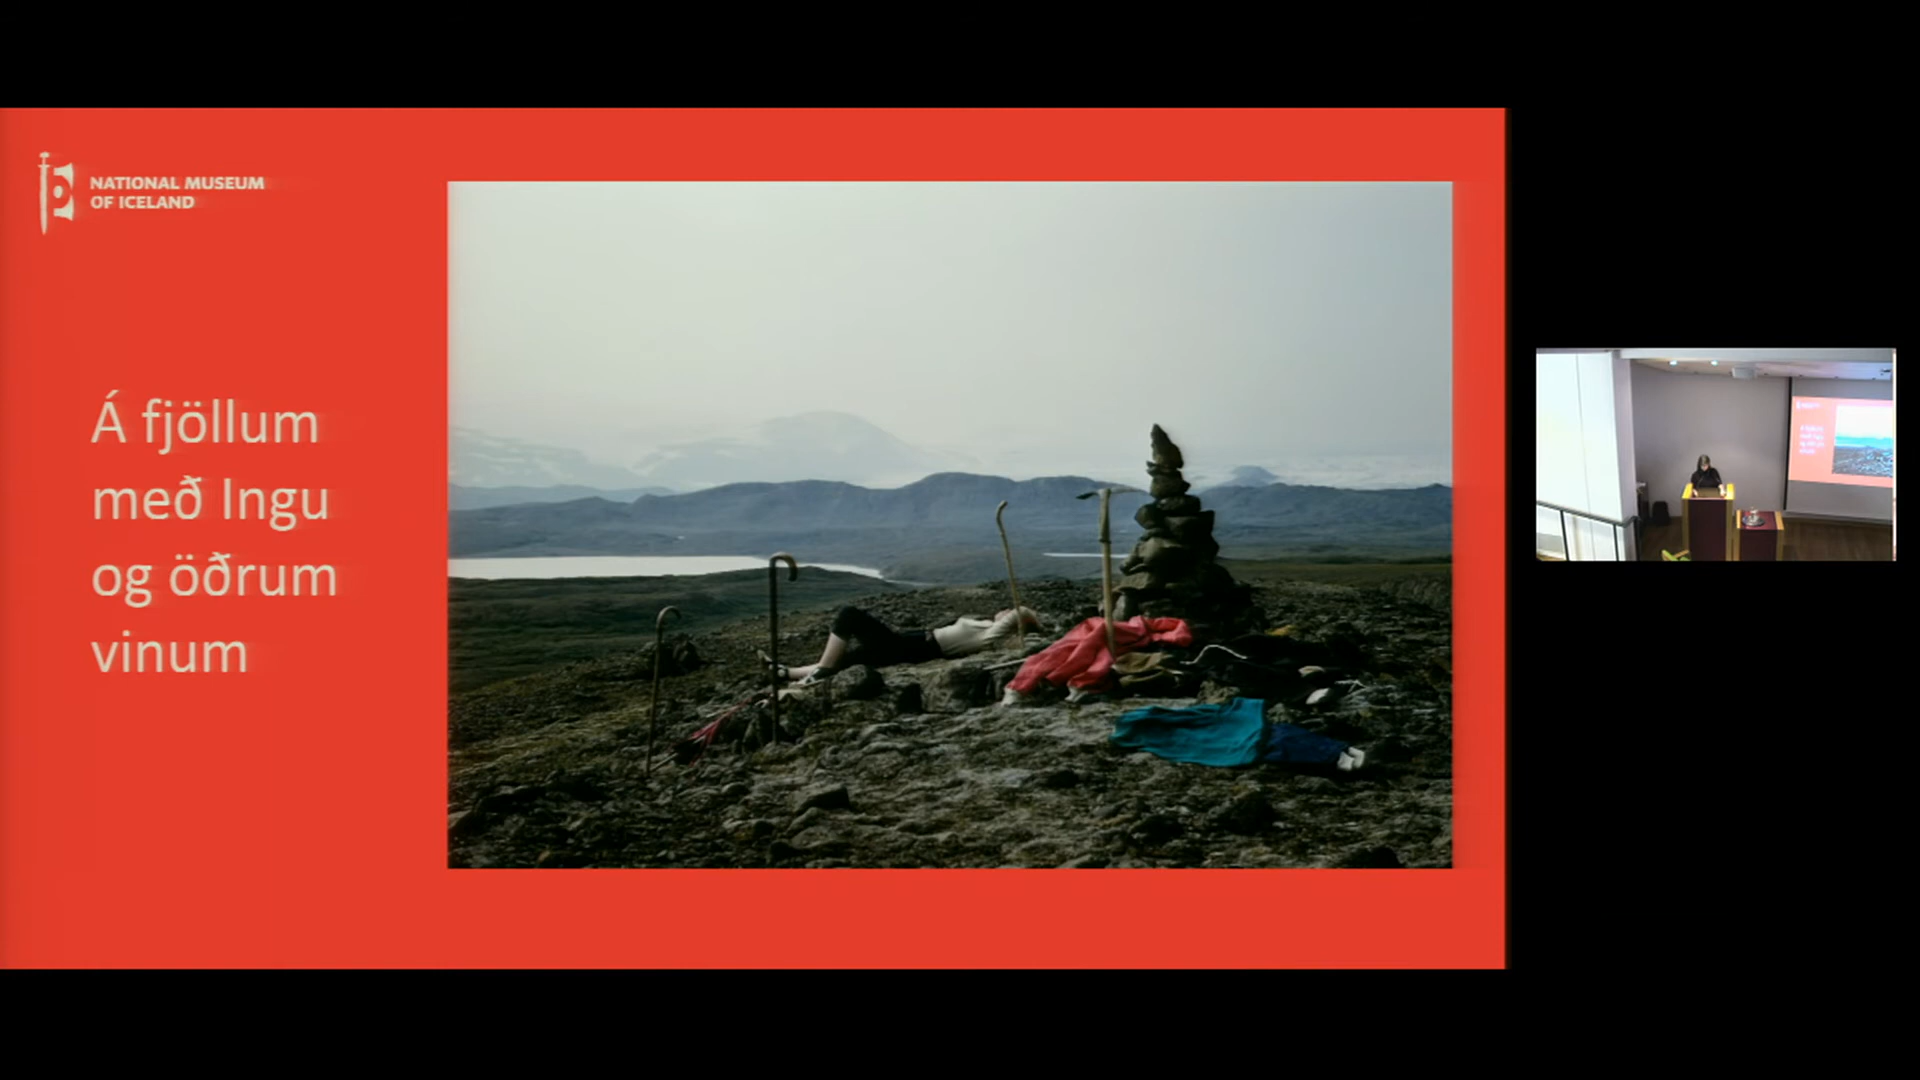 NATIONAL MUSEUM
OF ICELAND
Á fjöllum
með Ingu
og öðrum
vinum